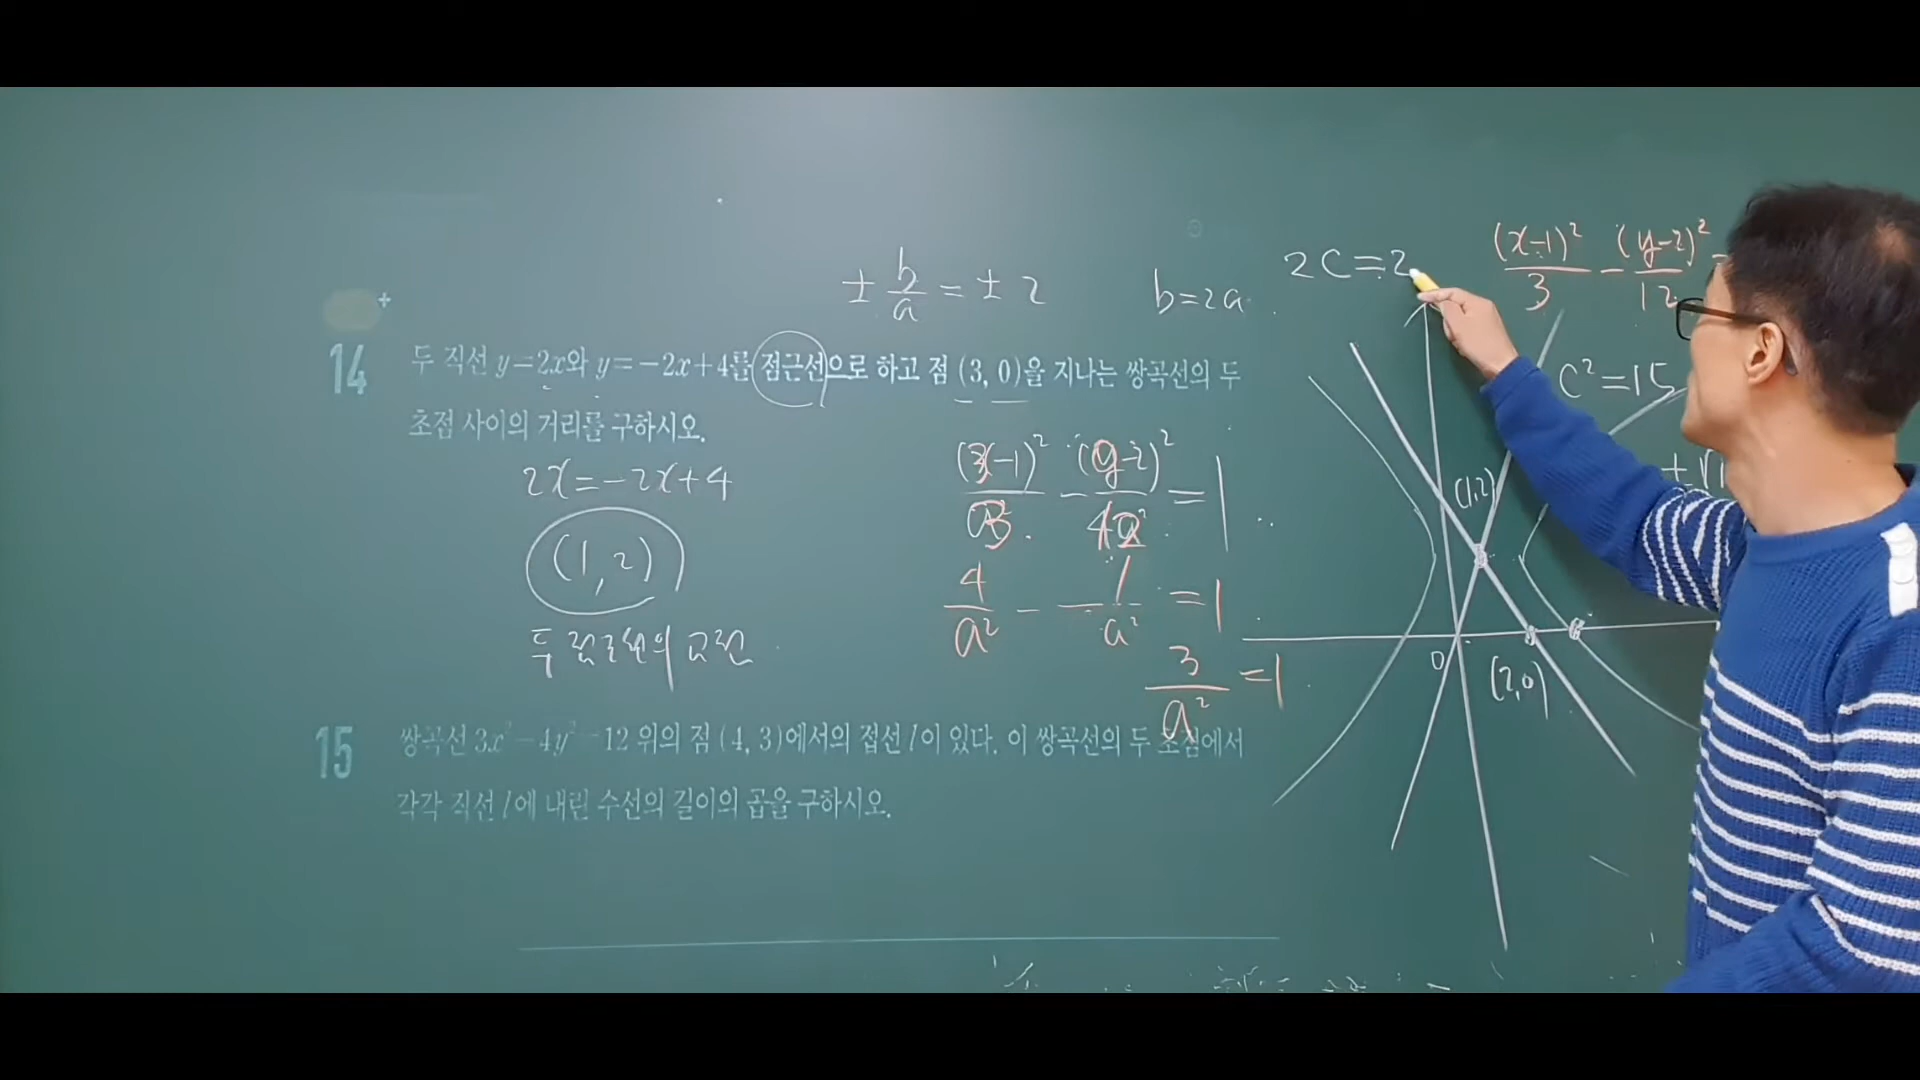 ±b/a = ±2
b=2a
2C=2
(x-1)²/3 - (y-2)²/12
C²=15
14 두 직선 y=2x와 y=-2x+4를 점근선으로 하고 점 (3, 0)을 지나는 쌍곡선의 두
초점 사이의 거리를 구하시오.
2x=-2x+4
(1,2)
두 점근선의 교점
=1
4/a² - 1/a² =1
3/a² =1
(1,2)
0
(2,0)
15 쌍곡선 3x²-4y²=12 위의 점 (4, 3)에서의 접선 l이 있다. 이 쌍곡선의 두 초점에서
각각 직선 l에 내린 수선의 길이의 곱을 구하시오.